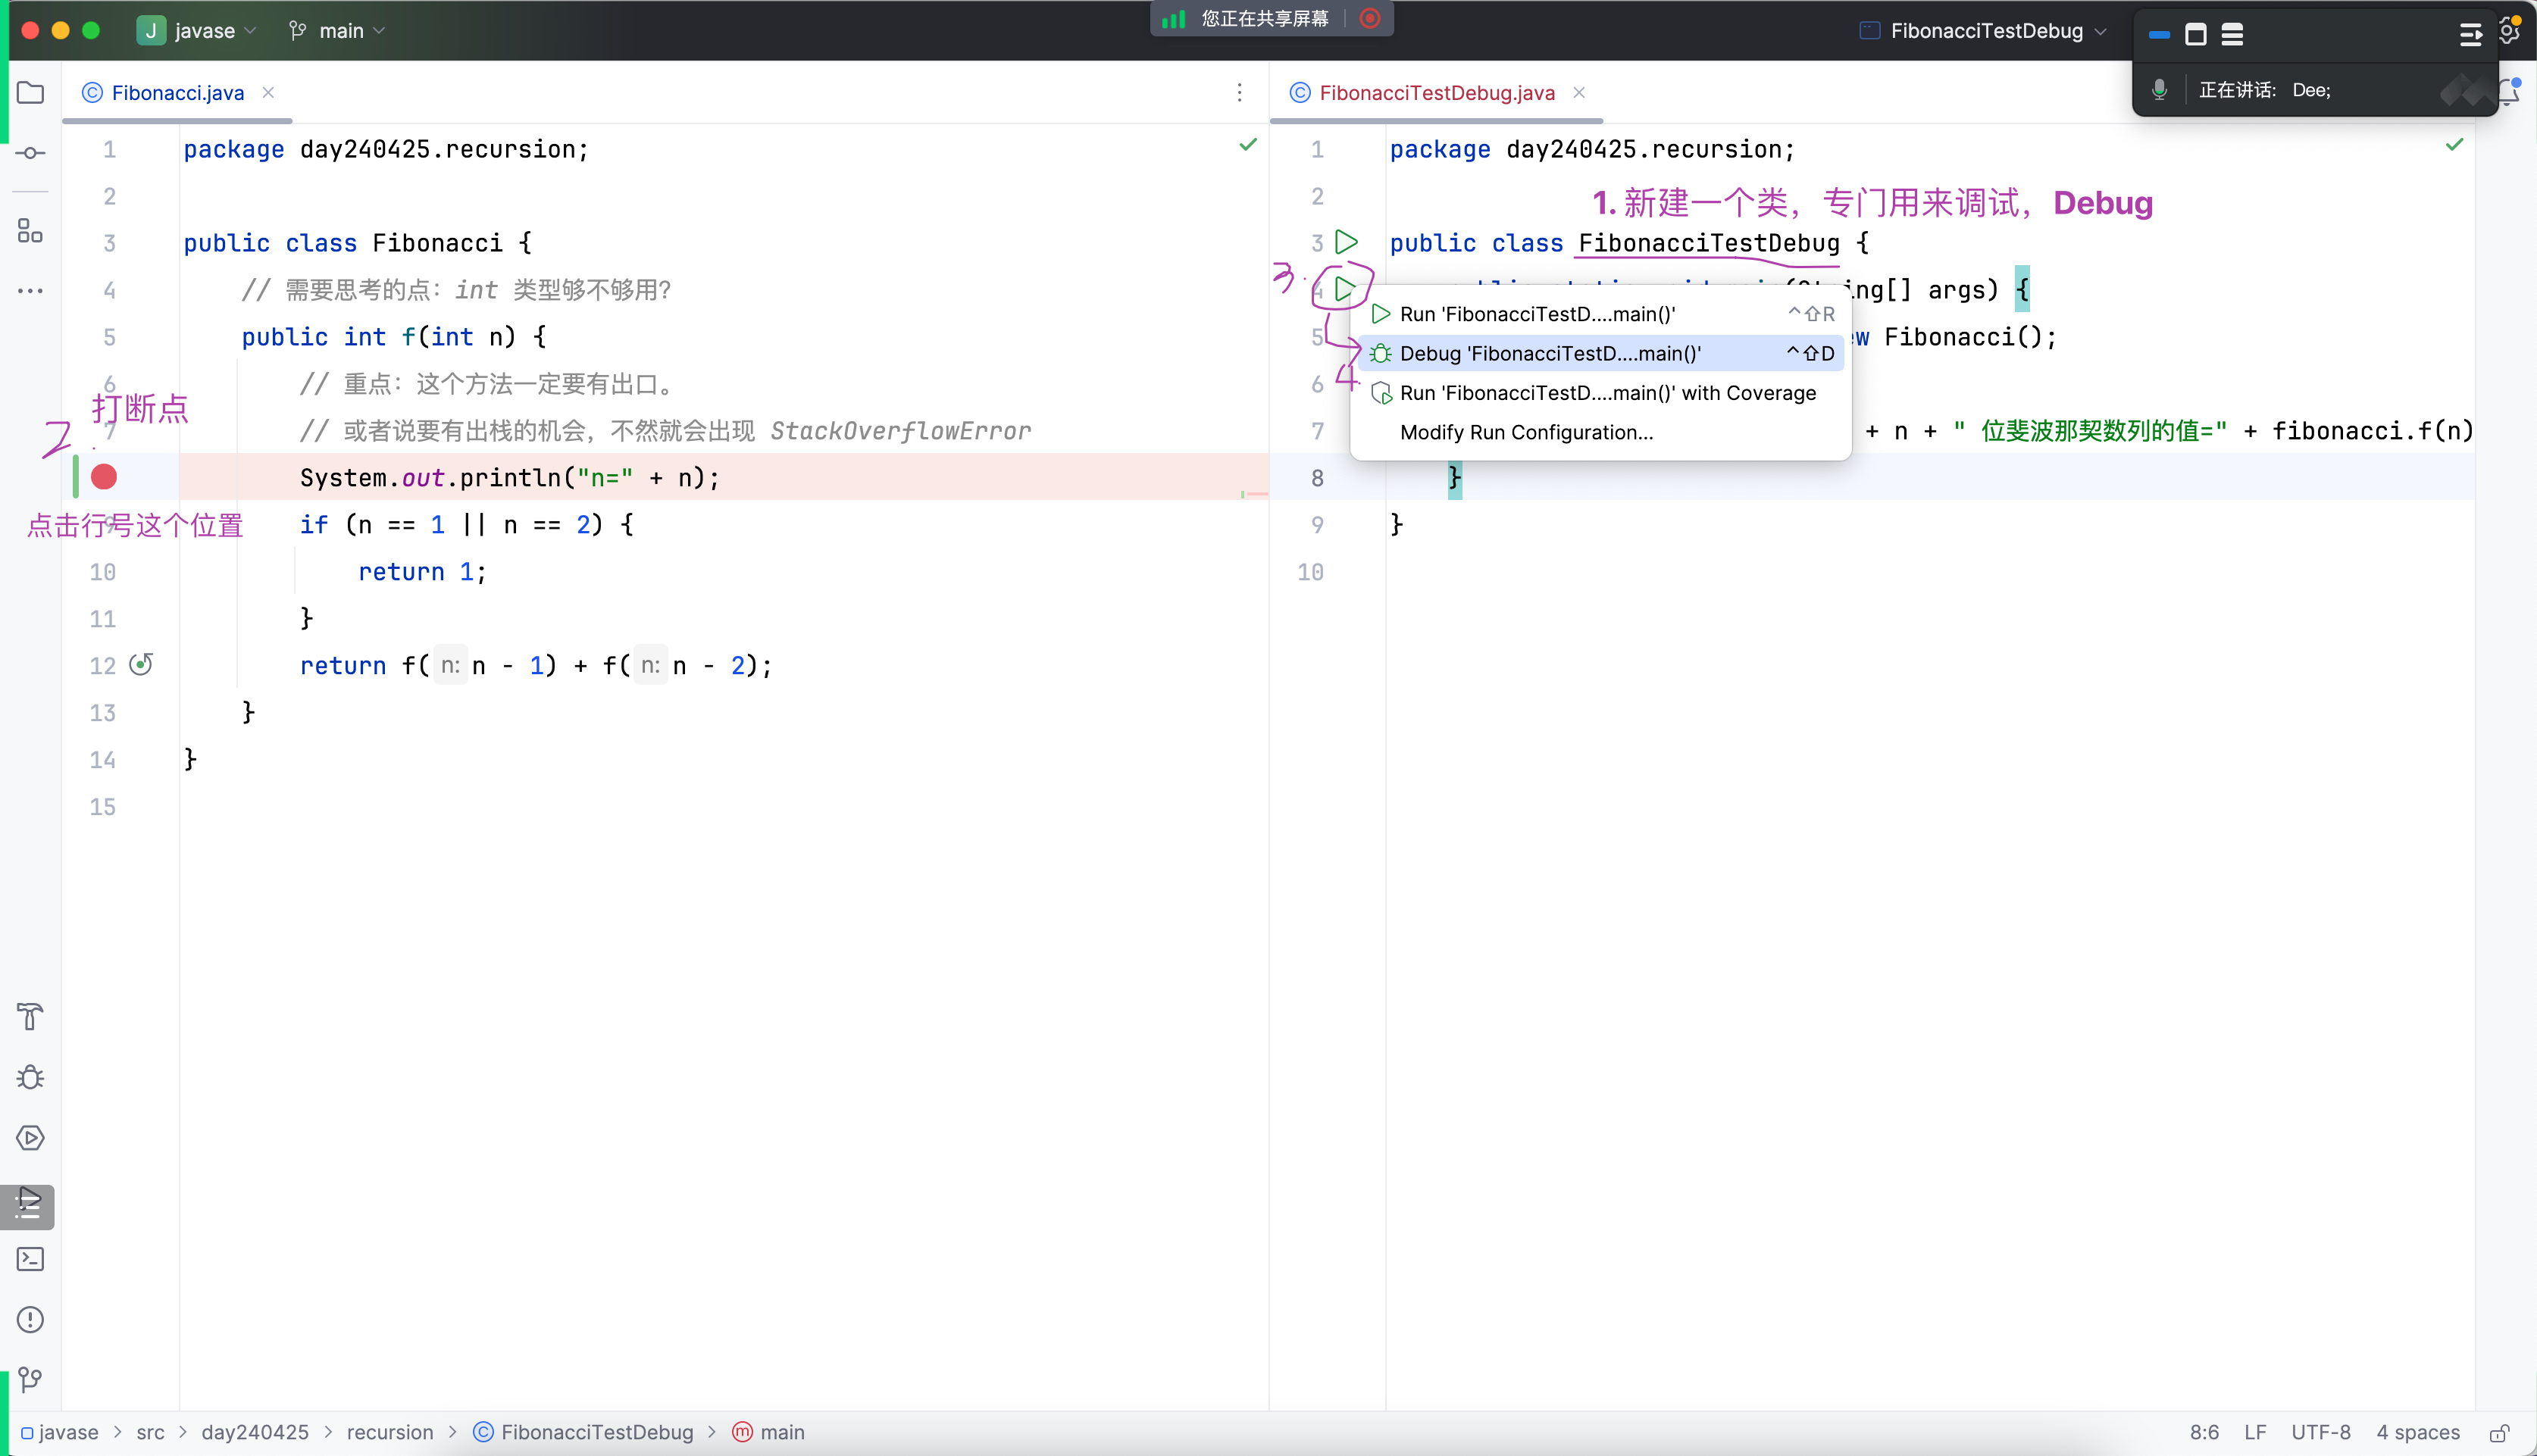 J javase main
您正在共享屏幕
FibonacciTestDebug
正在讲话: Dee;
Fibonacci.java
1 package day240425.recursion;
2
3 public class Fibonacci {
4 // 需要思考的点：int 类型够不够用？
5 public int f(int n) {
6 // 重点：这个方法一定要有出口。
打断点
2.
7 // 或者说要有出栈的机会，不然就会出现 StackOverflowError
System.out.println("n=" + n);
点击行号这个位置
9 if (n == 1 || n == 2) {
10 return 1;
11 }
12 return f( n: n - 1) + f( n: n - 2);
13 }
14 }
15
FibonacciTestDebug.java
1 package day240425.recursion;
2
1. 新建一个类，专门用来调试，Debug
3 public class FibonacciTestDebug {
3.
4 ng[] args) {
Run 'FibonacciTestD....main()' ^⇧R
5 w Fibonacci();
Debug 'FibonacciTestD....main()' ^⇧D
4.
6
Run 'FibonacciTestD....main()' with Coverage
7 + n + " 位斐波那契数列的值=" + fibonacci.f(n)
Modify Run Configuration...
8 }
9 }
10
javase > src > day240425 > recursion > FibonacciTestDebug > main
8:6 LF UTF-8 4 spaces